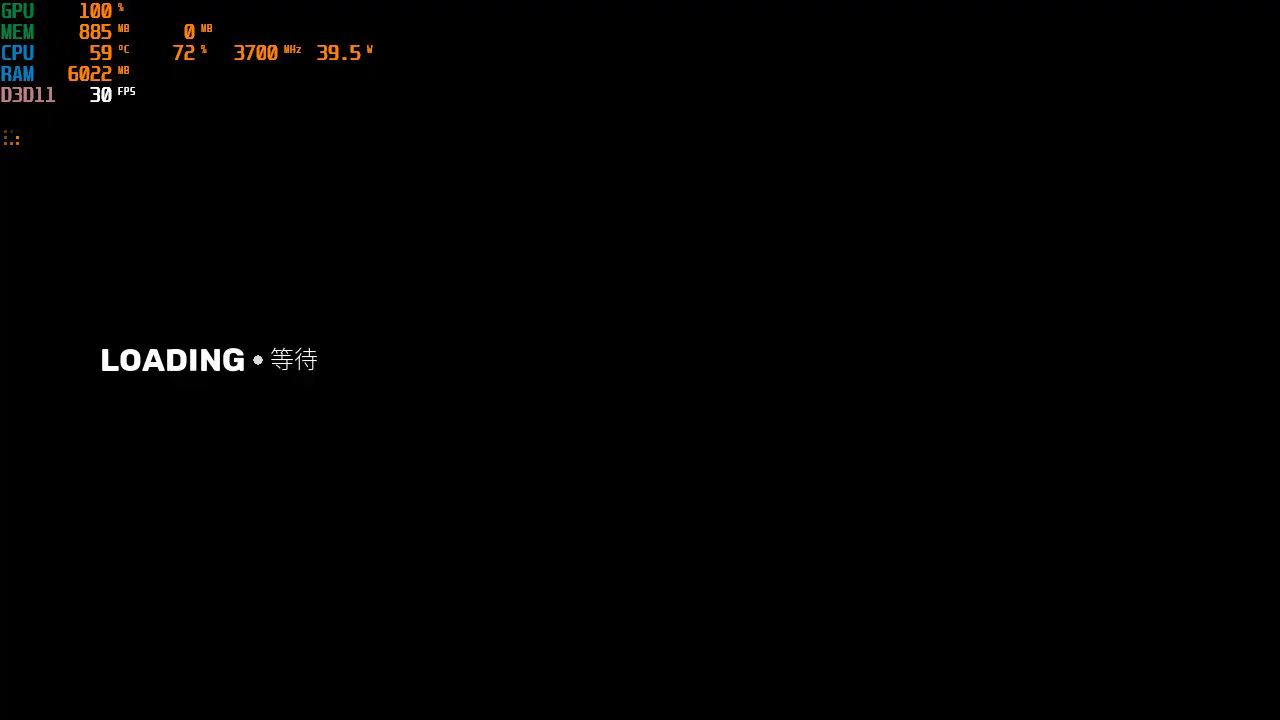 GPU 100 % 
MEM 885 MB 0 MB
CPU 59 °C 72 % 3700 MHz 39.5 W
RAM 6022 MB
D3D11 30 FPS
LOADING • 等待